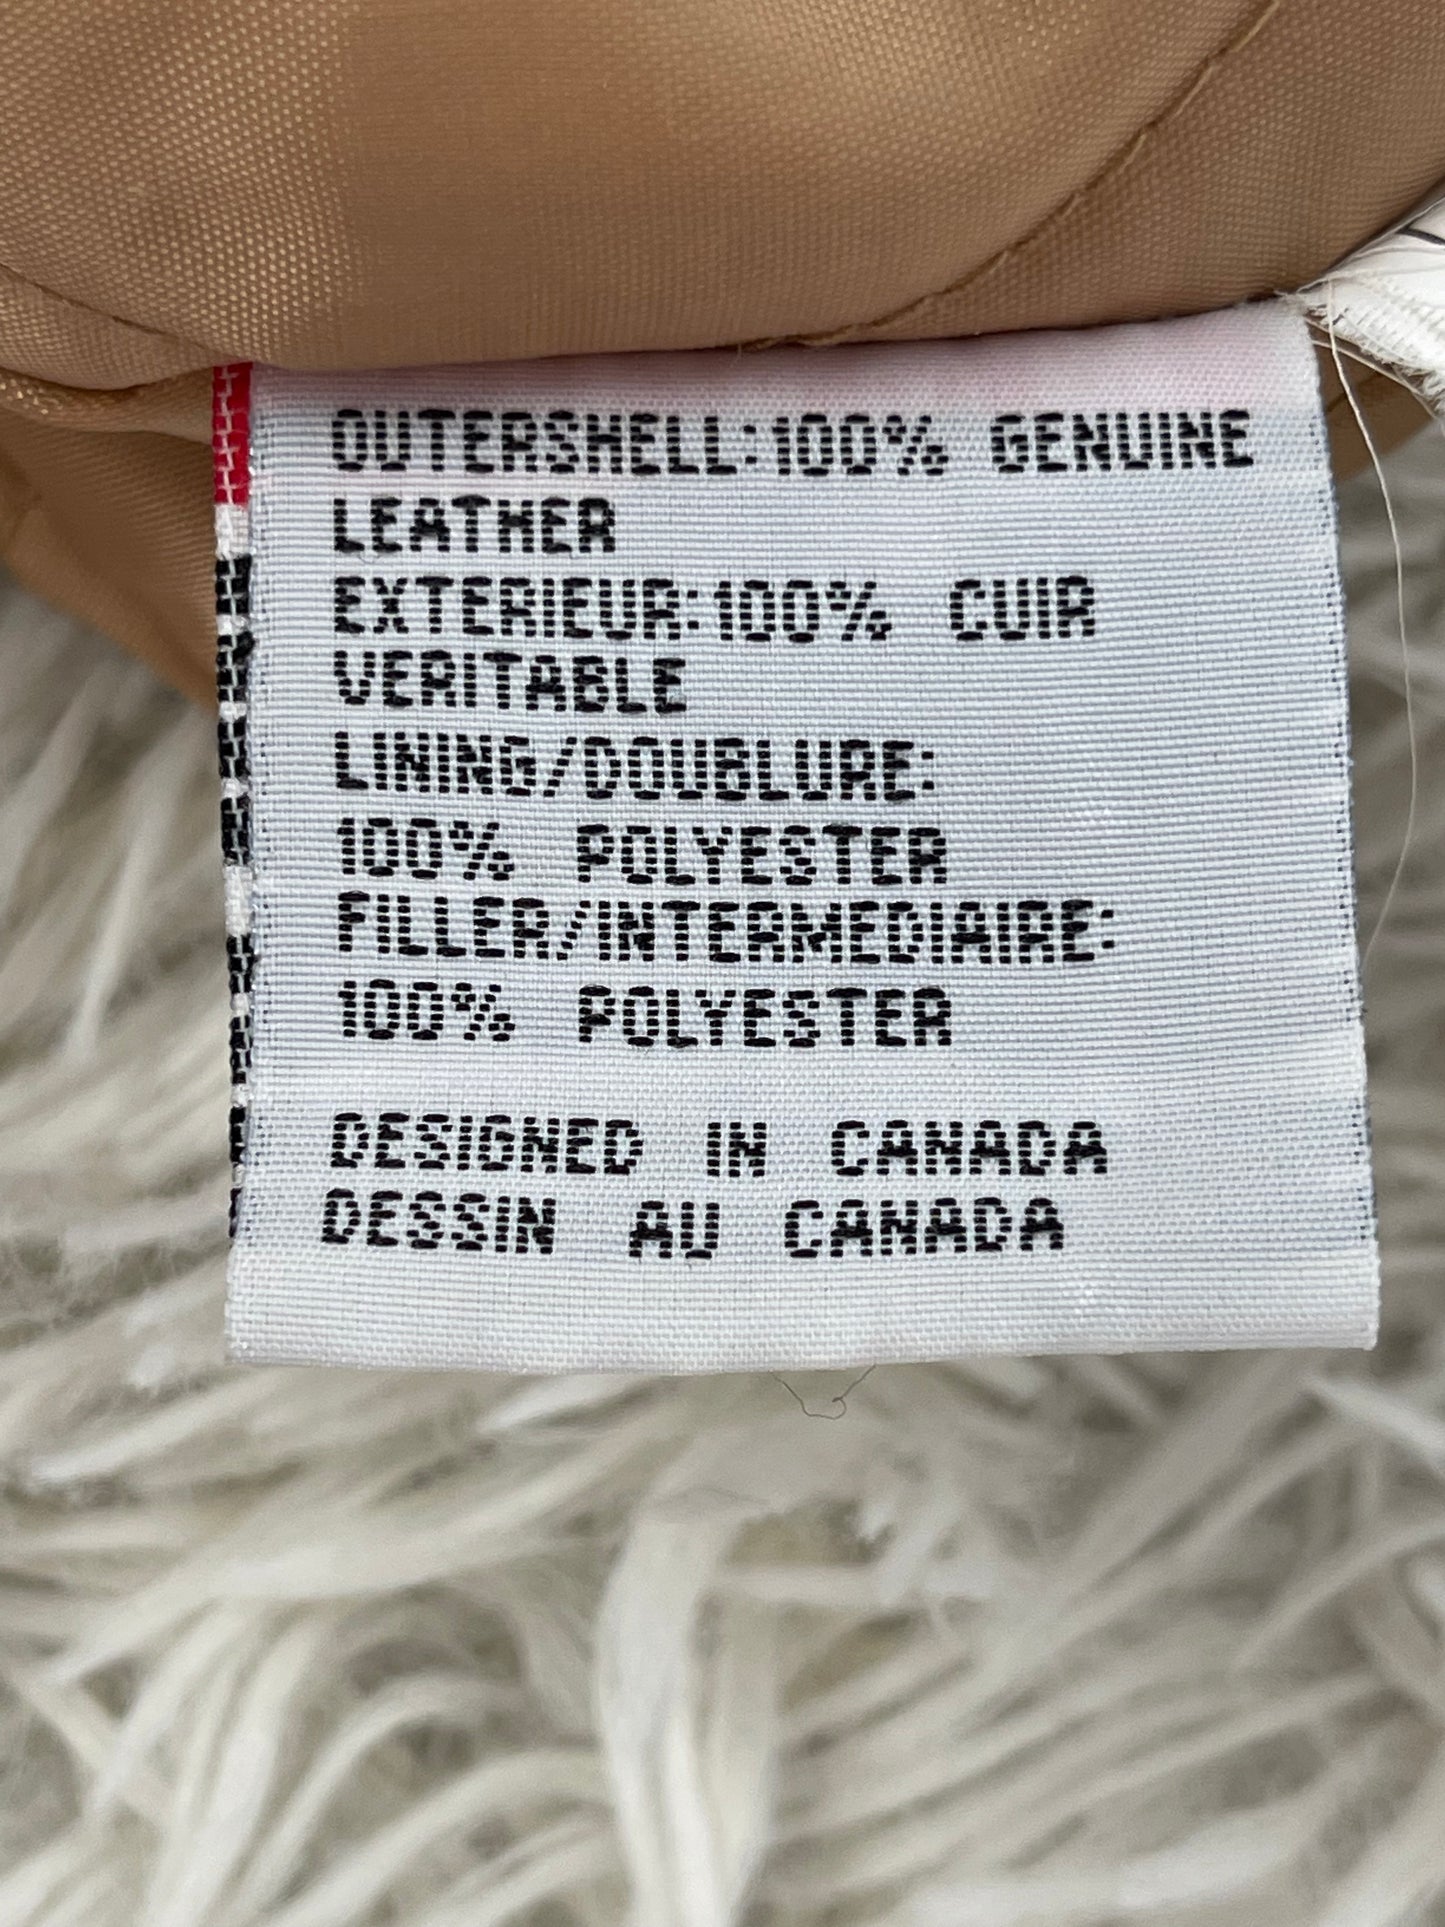 OUTERSHELL:100% GENUINE
LEATHER
EXTERIEUR:100% CUIR
VERITABLE
LINING/DOUBLURE:
100% POLYESTER
FILLER/INTERMEDIAIRE:
100% POLYESTER
DESIGNED IN CANADA
DESSIN AU CANADA